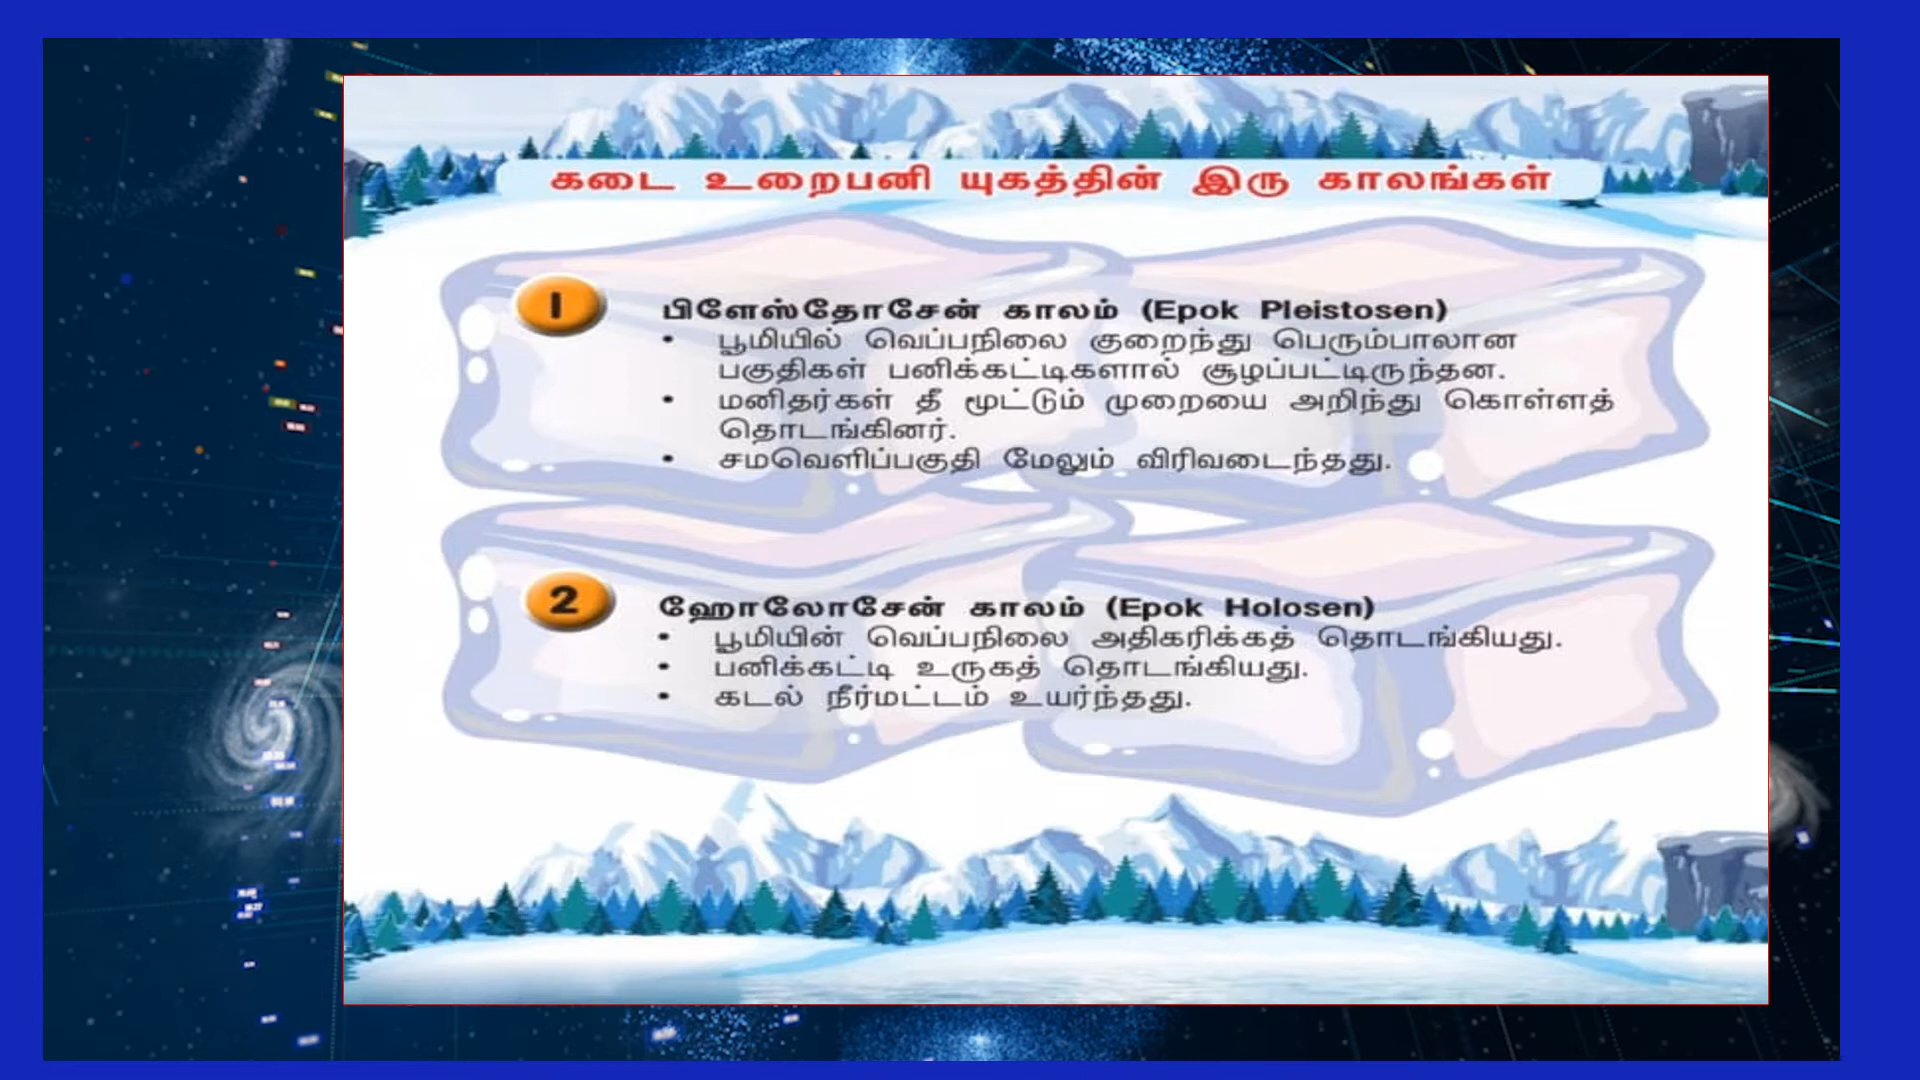 கடை உறைபனி யுகத்தின் இரு காலங்கள்
1
பிளேஸ்தோசேன் காலம் (Epok Pleistosen)
• பூமியில் வெப்பநிலை குறைந்து பெரும்பாலான
பகுதிகள் பனிக்கட்டிகளால் சூழப்பட்டிருந்தன.
• மனிதர்கள் தீ மூட்டும் முறையை அறிந்து கொள்ளத்
தொடங்கினர்.
• சமவெளிப்பகுதி மேலும் விரிவடைந்தது.
2
ஹோலோசேன் காலம் (Epok Holosen)
• பூமியின் வெப்பநிலை அதிகரிக்கத் தொடங்கியது.
• பனிக்கட்டி உருகத் தொடங்கியது.
• கடல் நீர்மட்டம் உயர்ந்தது.